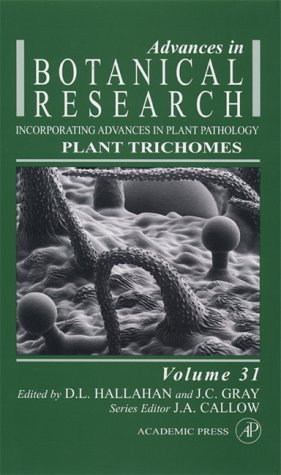 Advances in
BOTANICAL
RESEARCH
INCORPORATING ADVANCES IN PLANT PATHOLOGY
PLANT TRICHOMES
Volume 31
Edited by D.L. HALLAHAN and J.C. GRAY
Series Editor J.A. CALLOW
ACADEMIC PRESS AP